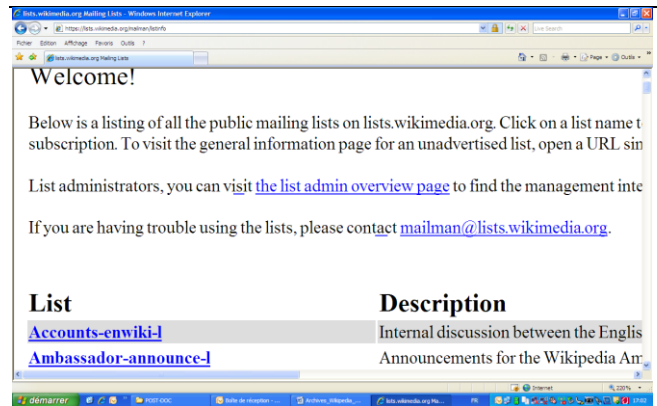 lists.wikimedia.org Mailing Lists - Windows Internet Explorer
https://lists.wikimedia.org/mailman/listinfo
Live Search
Fichier Edition Affichage Favoris Outils ?
lists.wikimedia.org Mailing Lists
Page Outils
Welcome!
Below is a listing of all the public mailing lists on lists.wikimedia.org. Click on a list name t
subscription. To visit the general information page for an unadvertised list, open a URL sin
List administrators, you can visit the list admin overview page to find the management inte
If you are having trouble using the lists, please contact mailman@lists.wikimedia.org.
List Description
Accounts-enwiki-l Internal discussion between the Englis
Ambassador-announce-l Announcements for the Wikipedia Am
Internet 220%
démarrer POST-DOC Boîte de réception - ... Archives_Wikipedia_... lists.wikimedia.org Ma... FR 17:02